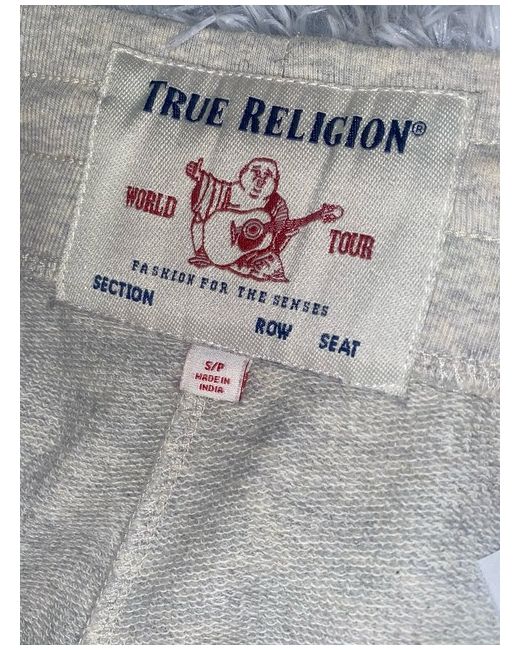 TRUE RELIGION®
WORLD TOUR
FASHION FOR THE SENSES
SECTION ROW SEAT
S/P
MADE IN
INDIA